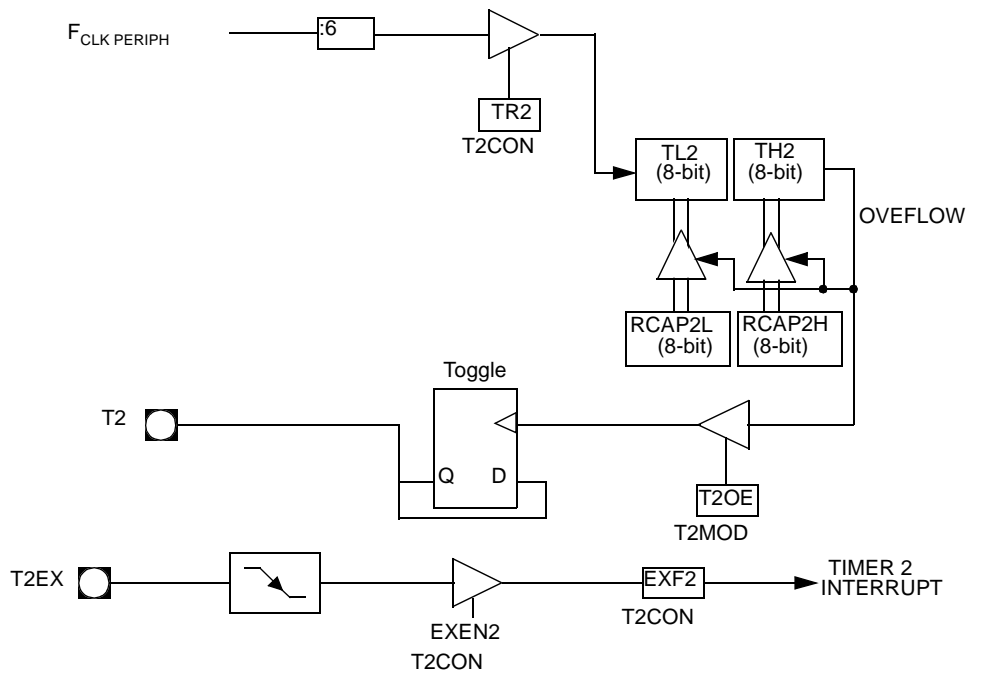 FCLK PERIPH
:6
TR2
T2CON
TL2
(8-bit)
TH2
(8-bit)
OVEFLOW
RCAP2L
(8-bit)
RCAP2H
(8-bit)
Toggle
T2
Q
D
T2OE
T2MOD
T2EX
EXEN2
T2CON
EXF2
T2CON
TIMER 2
INTERRUPT